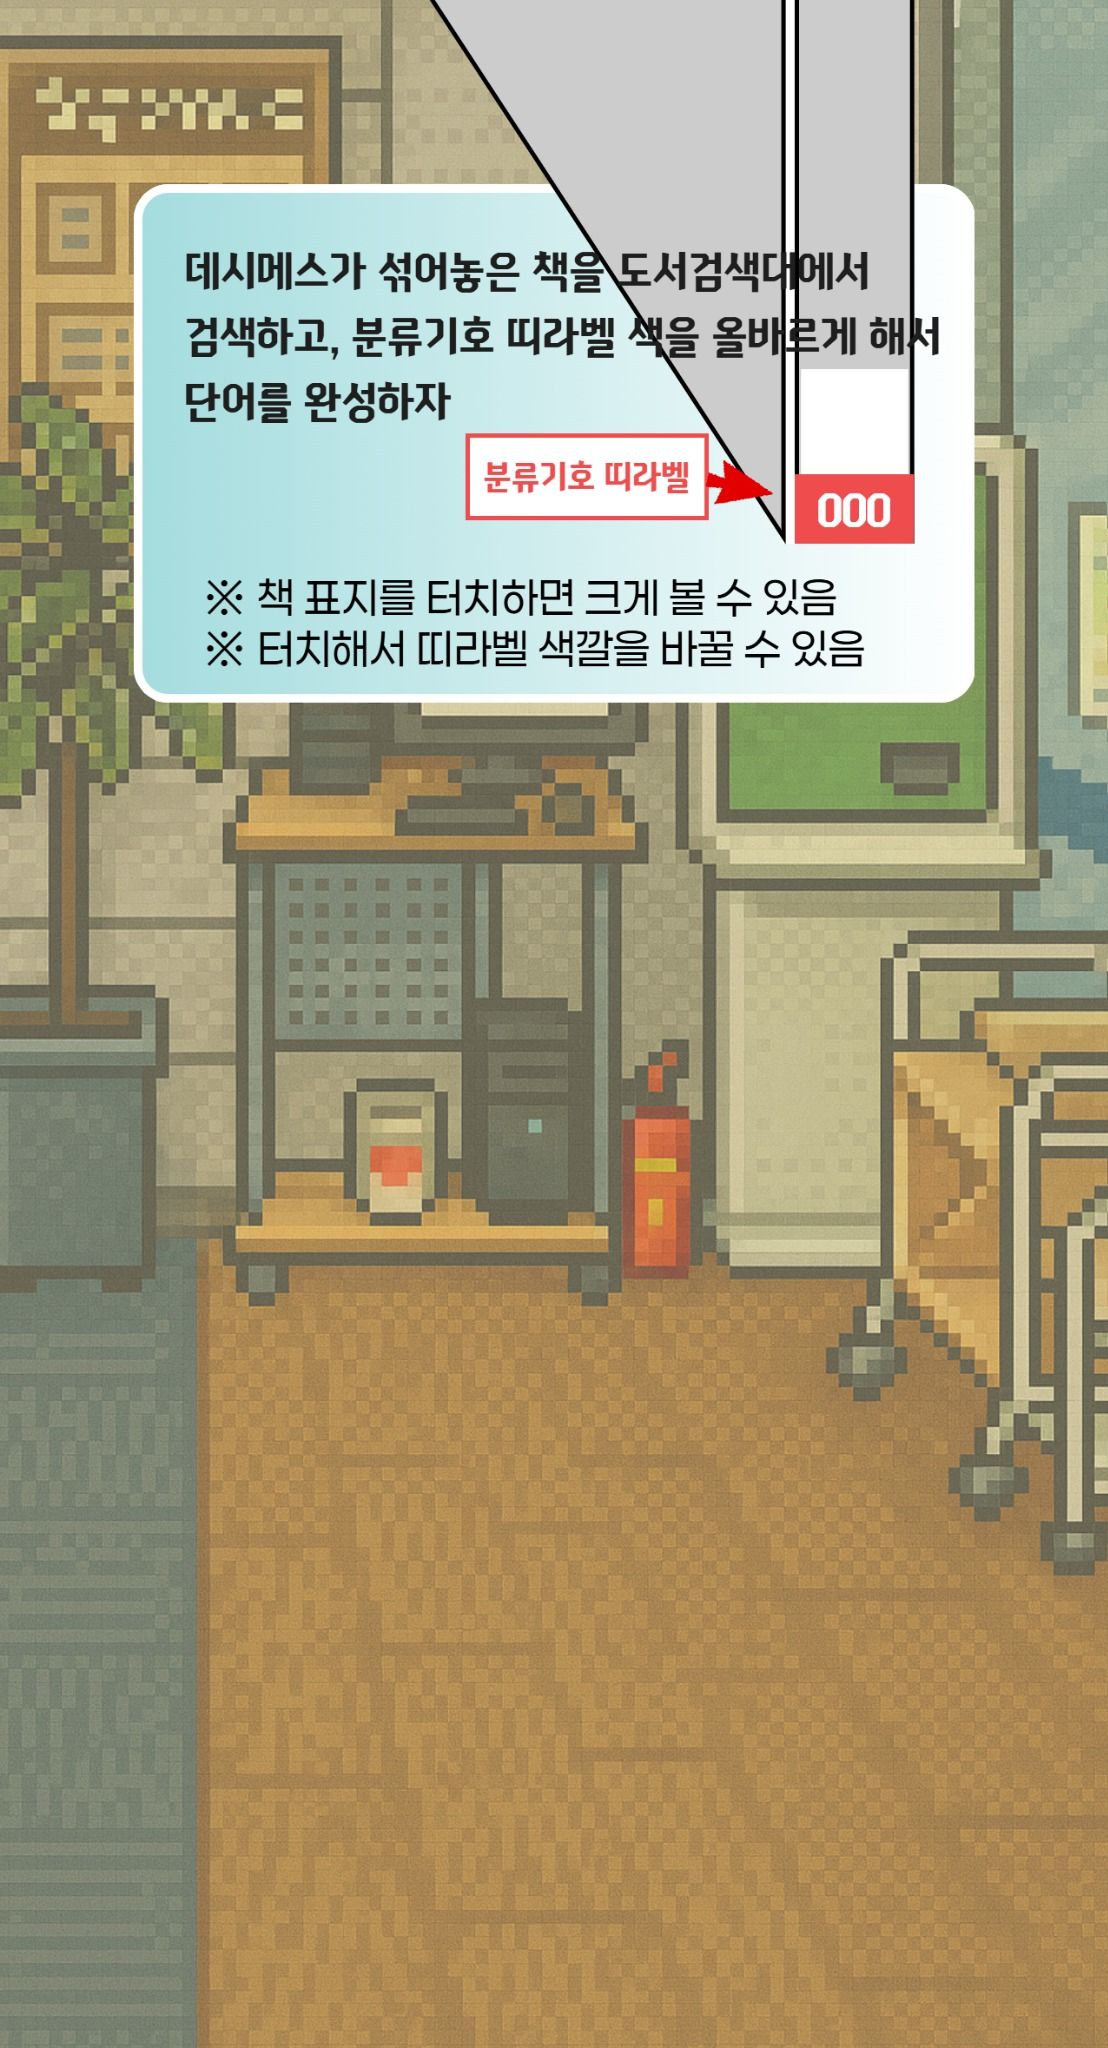 데시메스가 섞어놓은 책을 도서검색대에서
검색하고, 분류기호 띠라벨 색을 올바르게 해서
단어를 완성하자
분류기호 띠라벨
000
※ 책 표지를 터치하면 크게 볼 수 있음
※ 터치해서 띠라벨 색깔을 바꿀 수 있음